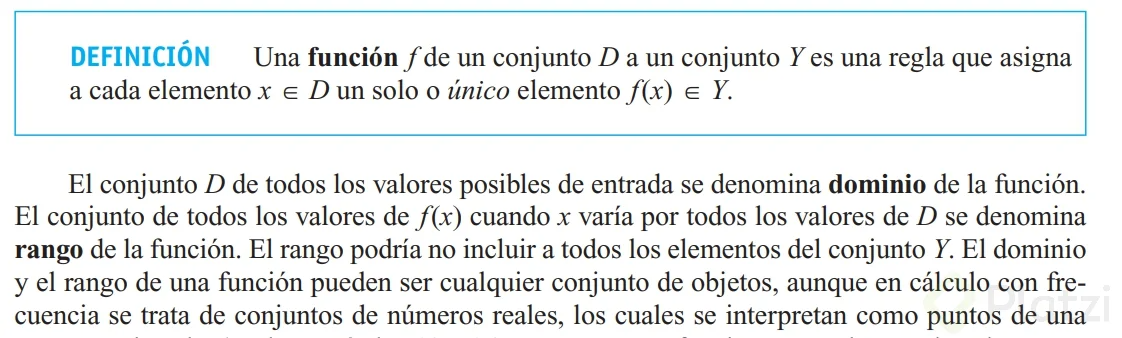 DEFINICIÓN Una función f de un conjunto D a un conjunto Y es una regla que asigna
a cada elemento x ∈ D un solo o único elemento f(x) ∈ Y.
El conjunto D de todos los valores posibles de entrada se denomina dominio de la función.
El conjunto de todos los valores de f(x) cuando x varía por todos los valores de D se denomina
rango de la función. El rango podría no incluir a todos los elementos del conjunto Y. El dominio
y el rango de una función pueden ser cualquier conjunto de objetos, aunque en cálculo con fre-
cuencia se trata de conjuntos de números reales, los cuales se interpretan como puntos de una
Platzi